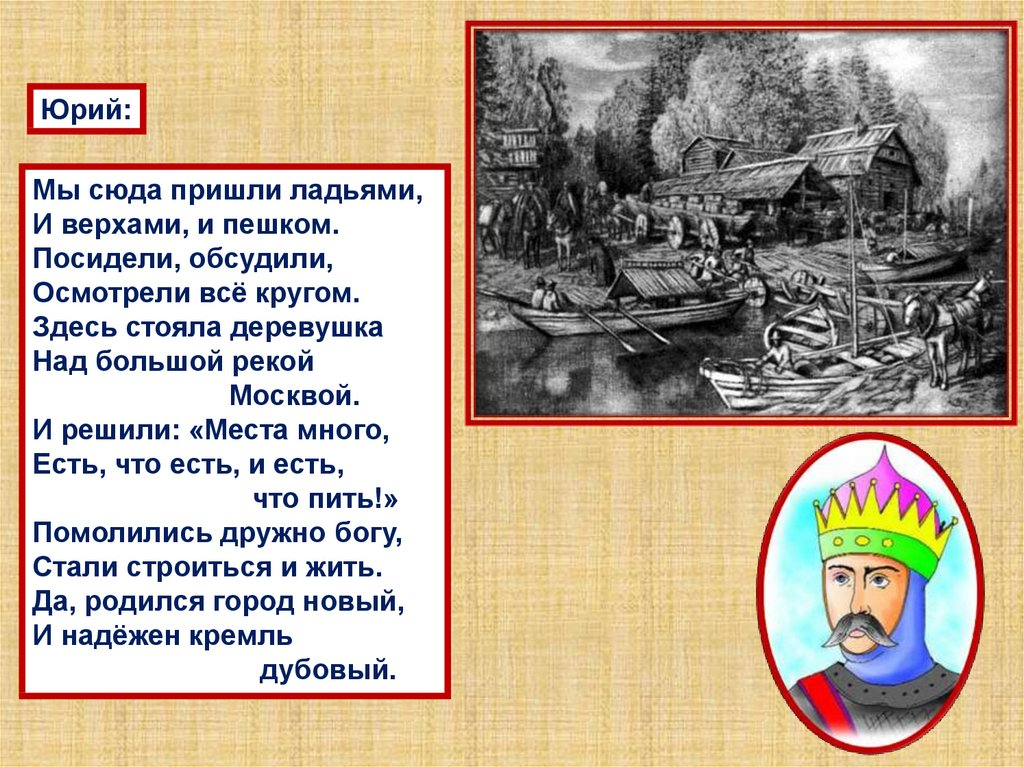 Юрий:
Мы сюда пришли ладьями,
И верхами, и пешком.
Посидели, обсудили,
Осмотрели всё кругом.
Здесь стояла деревушка
Над большой рекой
Москвой.
И решили: «Места много,
Есть, что есть, и есть,
что пить!»
Помолились дружно богу,
Стали строиться и жить.
Да, родился город новый,
И надёжен кремль
дубовый.